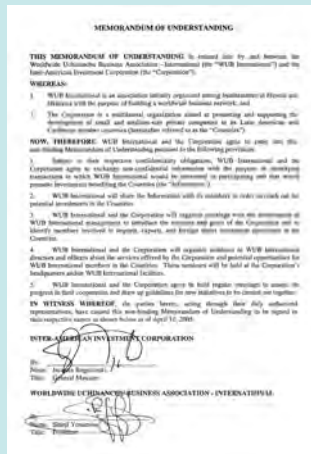 MEMORANDUM OF UNDERSTANDING
THIS MEMORANDUM OF UNDERSTANDING is entered into by and between the
Worldwide Uchinanchu Business Association - International (the "WUB International") and the
Inter-American Investment Corporation (the "Corporation").
WHEREAS:
1. WUB International is an association initially organized among businessmen in Hawaii and
Okinawa with the purpose of building a worldwide business network; and
2. The Corporation is a multilateral organization aimed at promoting and supporting the
development of small and medium-size private companies in its Latin American and
Caribbean member countries (hereinafter referred to as the "Countries").
NOW, THEREFORE, WUB International and the Corporation agree to enter into this
non-binding Memorandum of Understanding pursuant to the following provisions:
1. Subject to their respective confidentiality obligations, WUB International and the
Corporation agree to exchange non-confidential information with the purpose of identifying
transactions in which WUB International would be interested in participating and that would
promote investments benefiting the Countries (the "Information").
2. WUB International will share the Information with its members in order to reach out for
potential investments in the Countries.
3. WUB International and the Corporation will organize meetings with the
of WUB International management to introduce the mission and goals of the Corporation and to
identify members involved in imports, exports, and foreign direct investment operations in the
Countries.
4. WUB International and the Corporation will organize seminars to WUB International
directors and officers about the services offered by the Corporation and potential opportunities for
WUB International members in the Countries. These seminars will be held at the Corporation's
headquarters and/or WUB International facilities.
5. WUB International and the Corporation agree to hold regular meetings to assess the
progress in their cooperation and draw up guidelines for new initiatives to be carried out together.
IN WITNESS WHEREOF, the parties hereto, acting through their duly authorized
representatives, have caused this non-binding Memorandum of Understanding to be signed in
their respective names as shown below as of April 10, 2006.
INTER-AMERICAN INVESTMENT CORPORATION
By:
Name: Jacques Rogozinski
Title: General Manager
WORLDWIDE UCHINANCHU BUSINESS ASSOCIATION - INTERNATIONAL
By:
Name:
Title: President